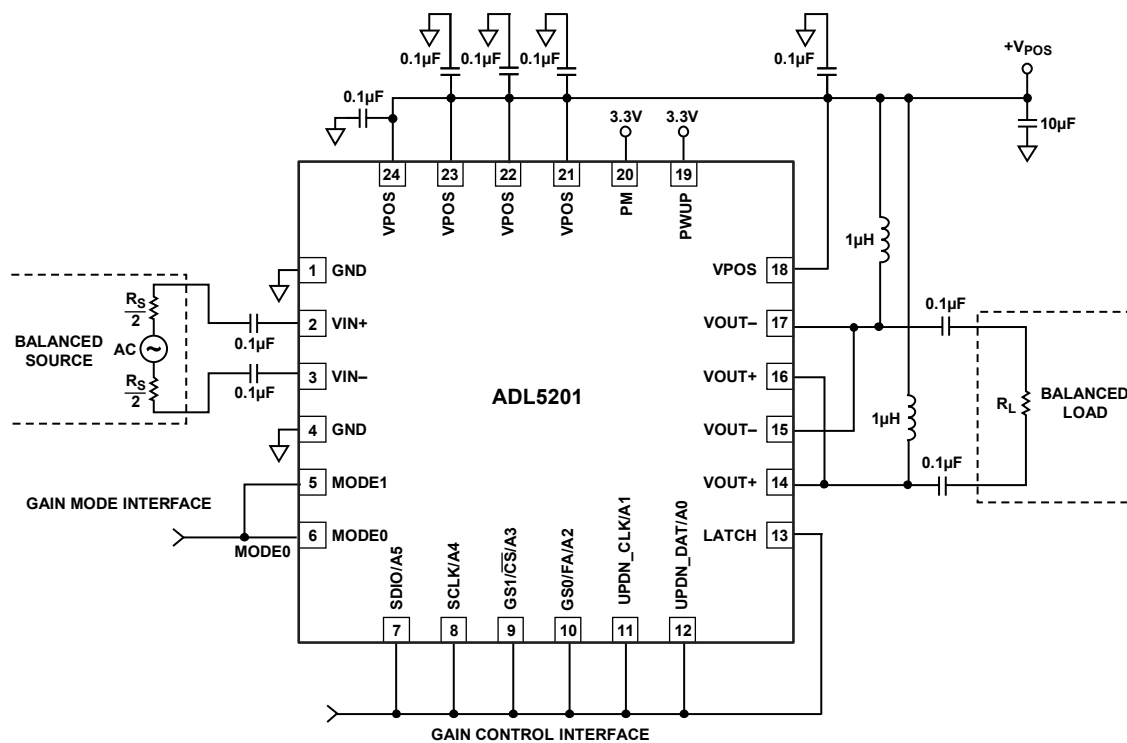 0.1µF
0.1µF
0.1µF
0.1µF
+VPOS
0.1µF
3.3V
3.3V
10µF
24
23
22
21
20
19
VPOS
VPOS
VPOS
VPOS
PM
PWUP
1µH
1 GND
VPOS 18
RS
2
BALANCED
SOURCE
AC
RS
2
0.1µF
2 VIN+
VOUT– 17
0.1µF
0.1µF
3 VIN–
VOUT+ 16
ADL5201
RL
BALANCED
LOAD
4 GND
VOUT– 15
1µH
0.1µF
5 MODE1
VOUT+ 14
GAIN MODE INTERFACE
MODE0
6 MODE0
LATCH 13
SDIO/A5
SCLK/A4
GS1/CS/A3
GS0/FA/A2
UPDN_CLK/A1
UPDN_DAT/A0
7
8
9
10
11
12
GAIN CONTROL INTERFACE